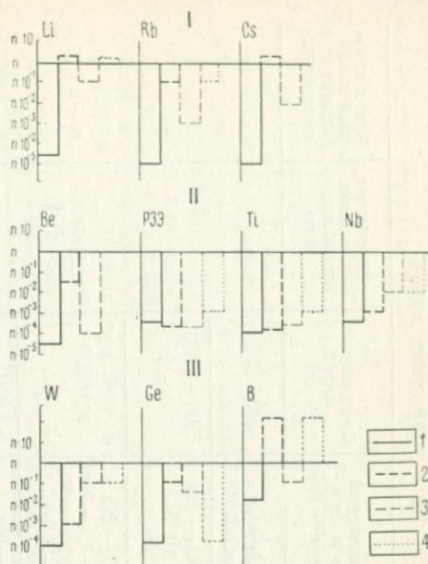 I
Li Rb Cs
n 10
n
n·10⁻¹
n·10⁻²
n·10⁻³
n·10⁻⁴
n·10⁻⁵
II
Be РЗЭ Ti Nb
n 10
n
n·10⁻¹
n·10⁻²
n·10⁻³
n·10⁻⁴
n·10⁻⁵
III
W Ge B
n 10
n
n·10⁻¹
n·10⁻²
n·10⁻³
n·10⁻⁴
1
2
3
4